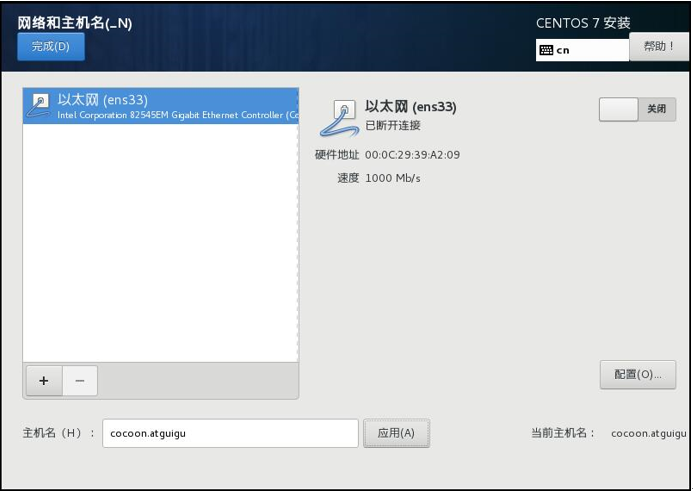 网络和主机名(_N)
CENTOS 7 安装
完成(D)
cn
帮助！
以太网 (ens33)
Intel Corporation 82545EM Gigabit Ethernet Controller (Co
以太网 (ens33)
已断开连接
关闭
硬件地址 00:0C:29:39:A2:09
速度 1000 Mb/s
+ −
配置(O)...
主机名（H）： cocoon.atguigu 应用(A) 当前主机名： cocoon.atguigu